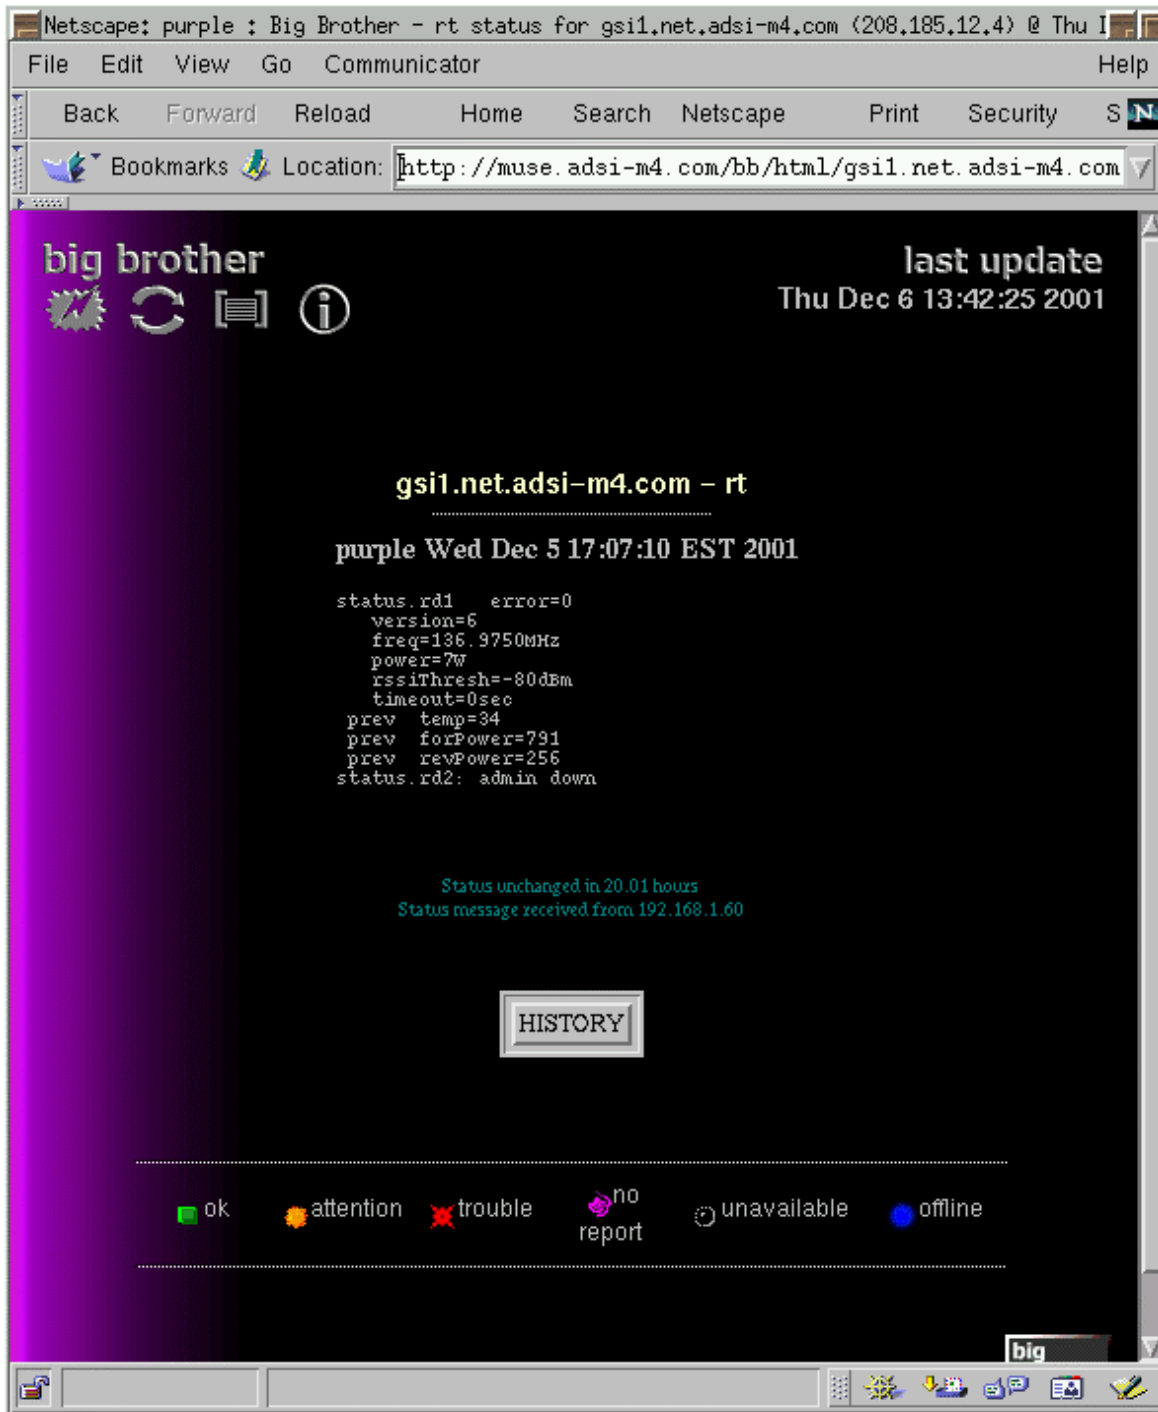 Netscape: purple : Big Brother - rt status for gsi1.net.adsi-m4.com (208.185.12.4) @ Thu
File Edit View Go Communicator Help
Back Forward Reload Home Search Netscape Print Security S N
Bookmarks Location: http://muse.adsi-m4.com/bb/html/gsi1.net.adsi-m4.com
big brother
last update
Thu Dec 6 13:42:25 2001
gsi1.net.adsi-m4.com - rt
purple Wed Dec 5 17:07:10 EST 2001
status.rd1 error=0
version=6
freq=136.9750MHz
power=7W
rssiThresh=-80dBm
timeout=0sec
prev temp=34
prev forPower=791
prev revPower=256
status.rd2: admin down
Status unchanged in 20.01 hours
Status message received from 192.168.1.60
HISTORY
ok attention trouble no report unavailable offline
big